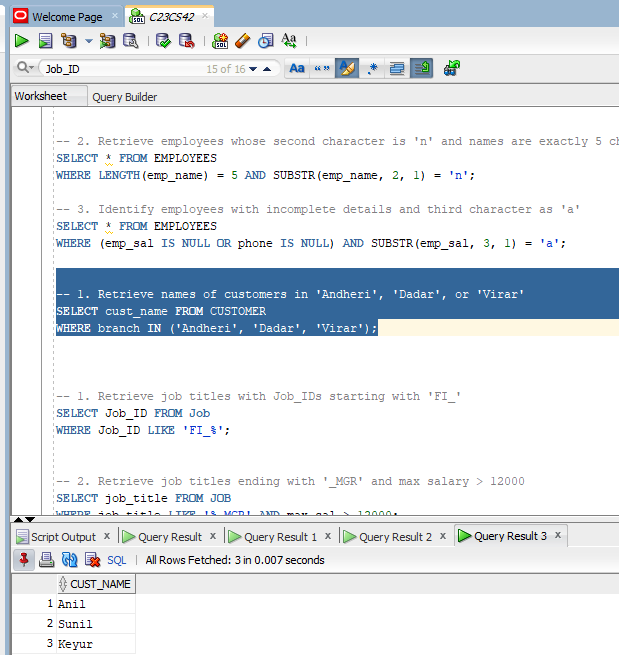 Welcome Page
C23CS42
Job_ID
15 of 16
Aa
“”
.*
Worksheet
Query Builder
-- 2. Retrieve employees whose second character is 'n' and names are exactly 5 ch
SELECT * FROM EMPLOYEES
WHERE LENGTH(emp_name) = 5 AND SUBSTR(emp_name, 2, 1) = 'n';
-- 3. Identify employees with incomplete details and third character as 'a'
SELECT * FROM EMPLOYEES
WHERE (emp_sal IS NULL OR phone IS NULL) AND SUBSTR(emp_sal, 3, 1) = 'a';
-- 1. Retrieve names of customers in 'Andheri', 'Dadar', or 'Virar'
SELECT cust_name FROM CUSTOMER
WHERE branch IN ('Andheri', 'Dadar', 'Virar');
-- 1. Retrieve job titles with Job_IDs starting with 'FI_'
SELECT Job_ID FROM Job
WHERE Job_ID LIKE 'FI_%';
-- 2. Retrieve job titles ending with '_MGR' and max salary > 12000
SELECT job_title FROM JOB
WHERE job_title LIKE '%_MGR' AND max_sal > 12000;
Script Output x Query Result x Query Result 1 x Query Result 2 x Query Result 3 x
SQL | All Rows Fetched: 3 in 0.007 seconds
CUST_NAME
1 Anil
2 Sunil
3 Keyur